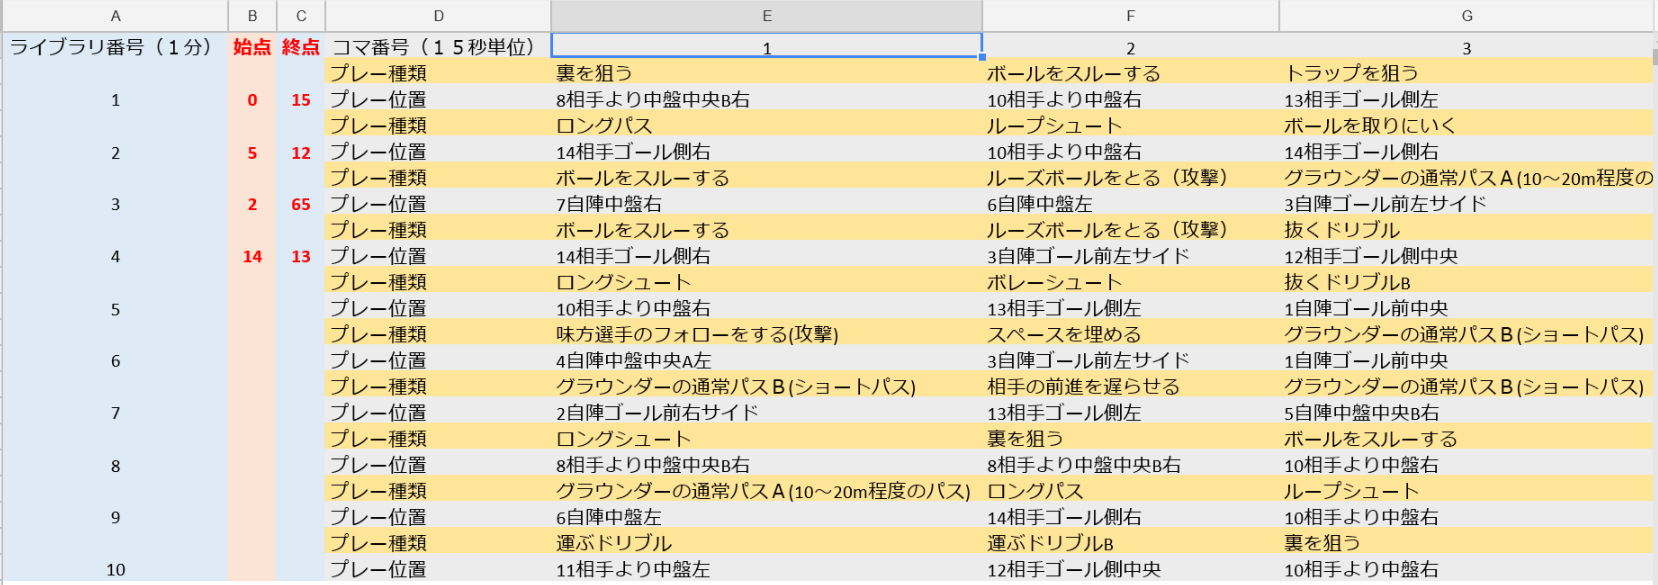 A B C D E F G
ライブラリ番号（１分） 始点 終点 コマ番号（１５秒単位） 1 2 3
プレー種類 裏を狙う ボールをスルーする トラップを狙う
1 0 15 プレー位置 8相手より中盤中央B右 10相手より中盤右 13相手ゴール側左
プレー種類 ロングパス ループシュート ボールを取りにいく
2 5 12 プレー位置 14相手ゴール側右 10相手より中盤右 14相手ゴール側右
プレー種類 ボールをスルーする ルーズボールをとる（攻撃） グラウンダーの通常パスＡ(10～20m程度の
3 2 65 プレー位置 7自陣中盤右 6自陣中盤左 3自陣ゴール前左サイド
プレー種類 ボールをスルーする ルーズボールをとる（攻撃） 抜くドリブル
4 14 13 プレー位置 14相手ゴール側右 3自陣ゴール前左サイド 12相手ゴール側中央
プレー種類 ロングシュート ボレーシュート 抜くドリブルB
5 プレー位置 10相手より中盤右 13相手ゴール側左 1自陣ゴール前中央
プレー種類 味方選手のフォローをする(攻撃) スペースを埋める グラウンダーの通常パスＢ(ショートパス)
6 プレー位置 4自陣中盤中央A左 3自陣ゴール前左サイド 1自陣ゴール前中央
プレー種類 グラウンダーの通常パスＢ(ショートパス) 相手の前進を遅らせる グラウンダーの通常パスＢ(ショートパス)
7 プレー位置 2自陣ゴール前右サイド 13相手ゴール側左 5自陣中盤中央B右
プレー種類 ロングシュート 裏を狙う ボールをスルーする
8 プレー位置 8相手より中盤中央B右 8相手より中盤中央B右 10相手より中盤右
プレー種類 グラウンダーの通常パスＡ(10～20m程度のパス) ロングパス ループシュート
9 プレー位置 6自陣中盤左 14相手ゴール側右 10相手より中盤右
プレー種類 運ぶドリブル 運ぶドリブルB 裏を狙う
10 プレー位置 11相手より中盤左 12相手ゴール側中央 10相手より中盤右